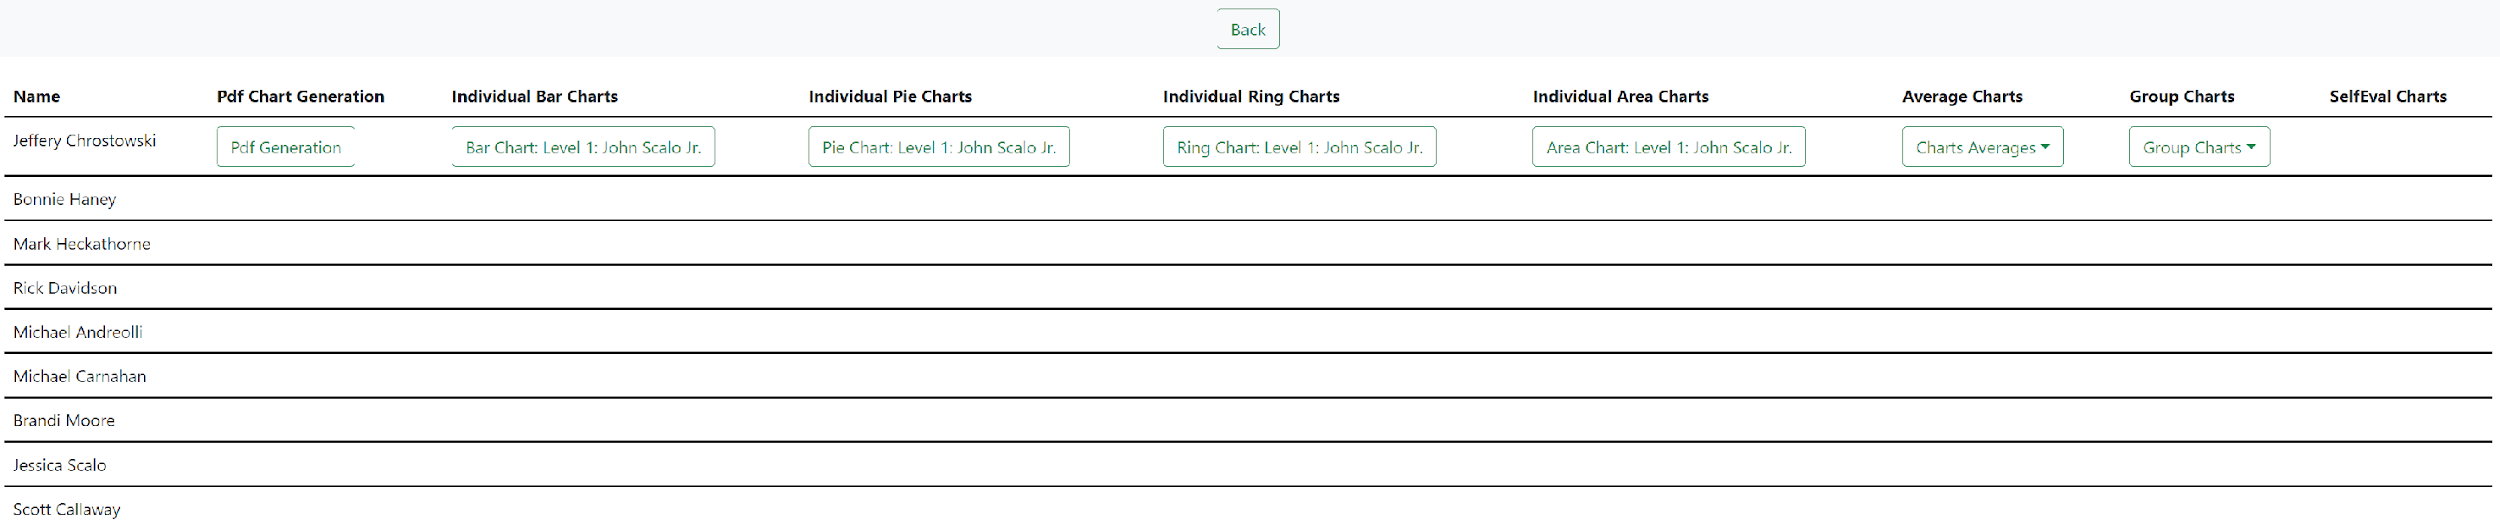 Back
Name Pdf Chart Generation Individual Bar Charts Individual Pie Charts Individual Ring Charts Individual Area Charts Average Charts Group Charts SelfEval Charts
Jeffery Chrostowski Pdf Generation Bar Chart: Level 1: John Scalo Jr. Pie Chart: Level 1: John Scalo Jr. Ring Chart: Level 1: John Scalo Jr. Area Chart: Level 1: John Scalo Jr. Charts Averages Group Charts
Bonnie Haney
Mark Heckathorne
Rick Davidson
Michael Andreolli
Michael Carnahan
Brandi Moore
Jessica Scalo
Scott Callaway